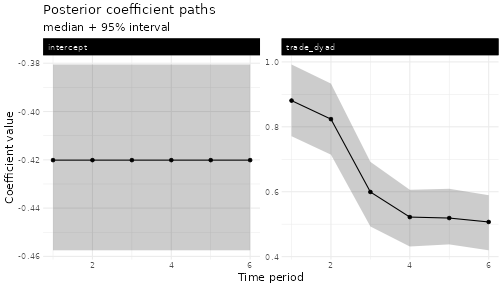 Posterior coefficient paths
median + 95% interval
intercept
trade_dyad
Coefficient value
-0.38
-0.40
-0.42
-0.44
-0.46
1.0
0.8
0.6
0.4
2 4 6
2 4 6
Time period